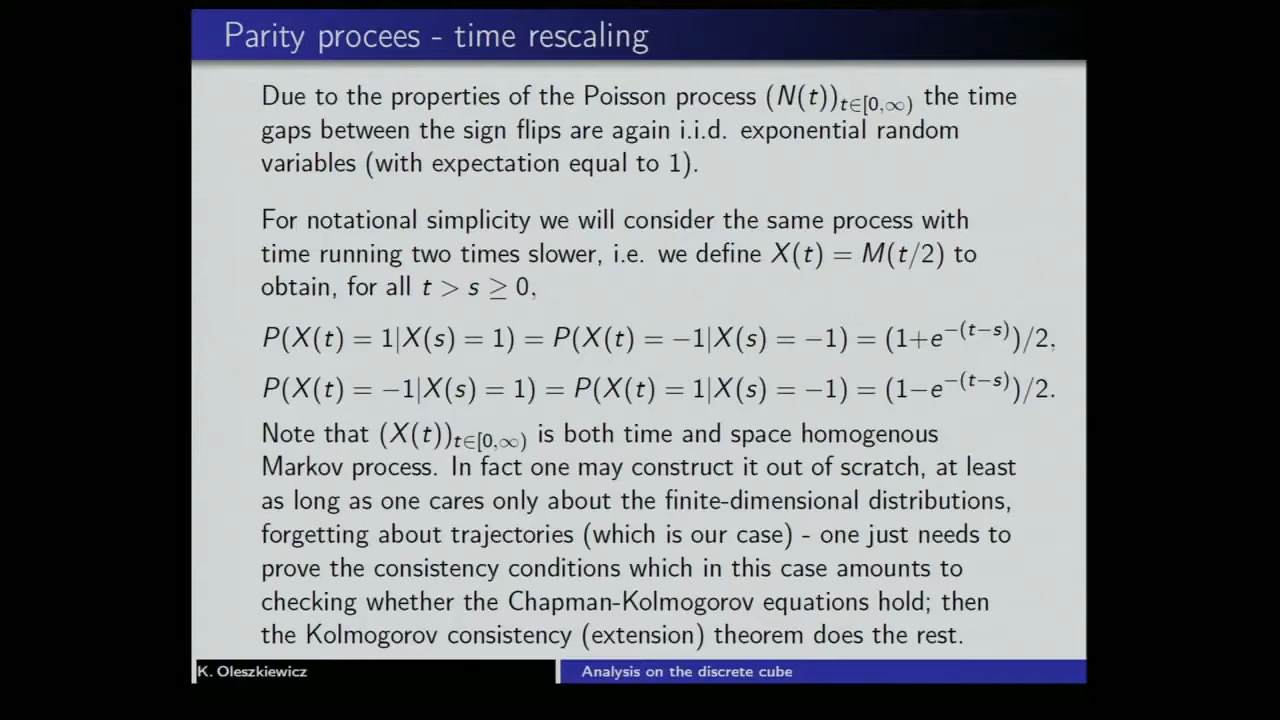 Parity procees - time rescaling
Due to the properties of the Poisson process (N(t))_{t∈[0,∞)} the time
gaps between the sign flips are again i.i.d. exponential random
variables (with expectation equal to 1).
For notational simplicity we will consider the same process with
time running two times slower, i.e. we define X(t) = M(t/2) to
obtain, for all t > s ≥ 0,
P(X(t) = 1|X(s) = 1) = P(X(t) = −1|X(s) = −1) = (1+e^{−(t−s)})/2,
P(X(t) = −1|X(s) = 1) = P(X(t) = 1|X(s) = −1) = (1−e^{−(t−s)})/2.
Note that (X(t))_{t∈[0,∞)} is both time and space homogenous
Markov process. In fact one may construct it out of scratch, at least
as long as one cares only about the finite-dimensional distributions,
forgetting about trajectories (which is our case) - one just needs to
prove the consistency conditions which in this case amounts to
checking whether the Chapman-Kolmogorov equations hold; then
the Kolmogorov consistency (extension) theorem does the rest.
K. Oleszkiewicz
Analysis on the discrete cube